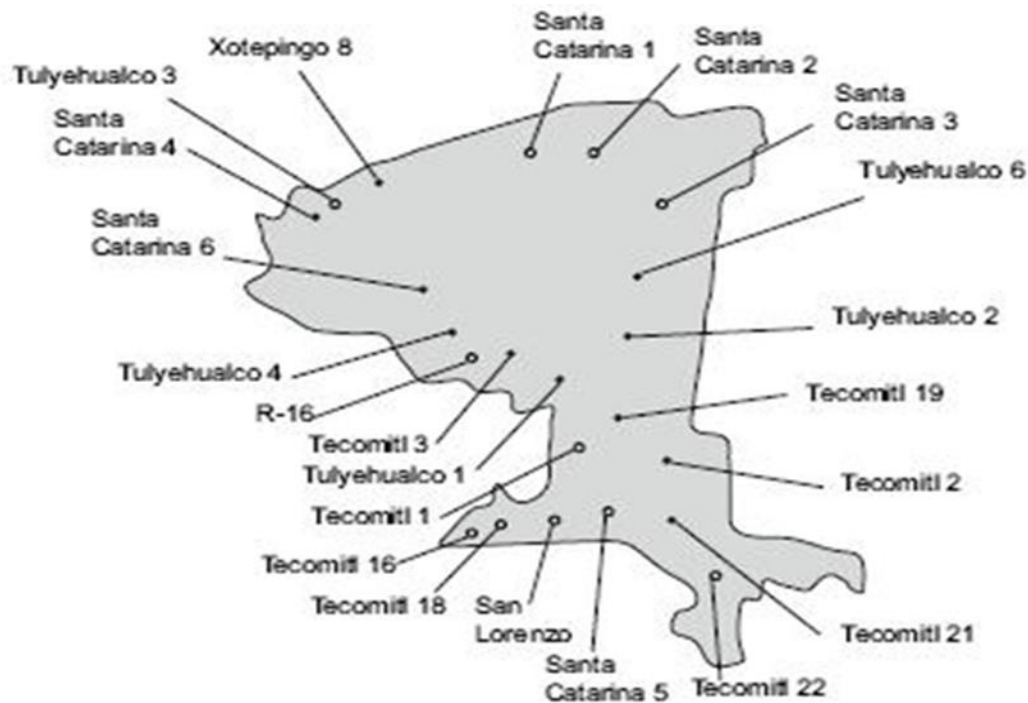 Santa
Catarina 1
Xotepingo 8
Santa
Catarina 2
Tulyehualco 3
Santa
Catarina 3
Santa
Catarina 4
Tulyehualco 6
Santa
Catarina 6
Tulyehualco 2
Tulyehualco 4
Tecomitl 19
R-16
Tecomitl 3
Tulyehualco 1
Tecomitl 2
Tecomitl 1
Tecomitl 16
Tecomitl 18
San
Lorenzo
Tecomitl 21
Santa
Catarina 5
Tecomitl 22